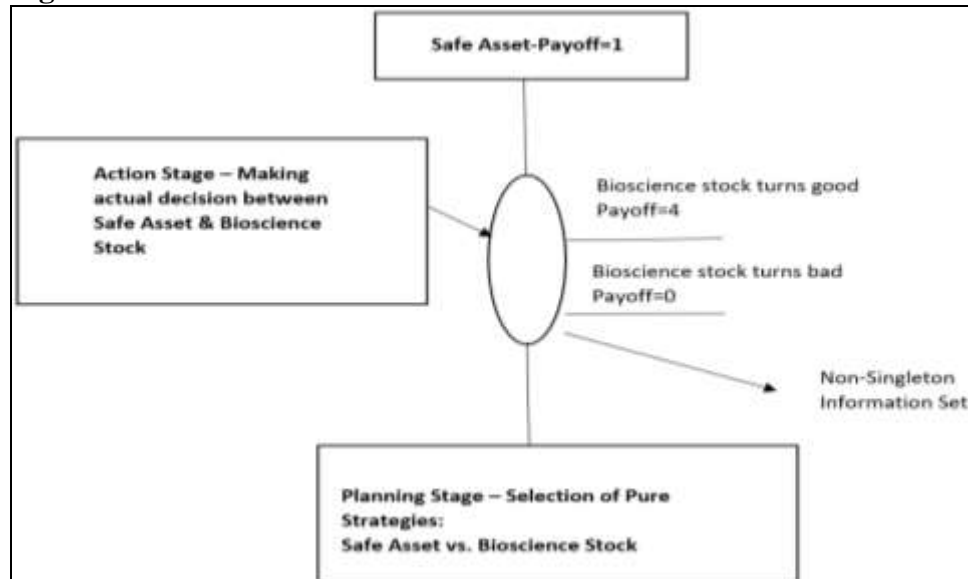 Safe Asset-Payoff=1
Action Stage – Making
actual decision between
Safe Asset & Bioscience
Stock
Bioscience stock turns good
Payoff=4
Bioscience stock turns bad
Payoff=0
Non-Singleton
Information Set
Planning Stage – Selection of Pure
Strategies:
Safe Asset vs. Bioscience Stock